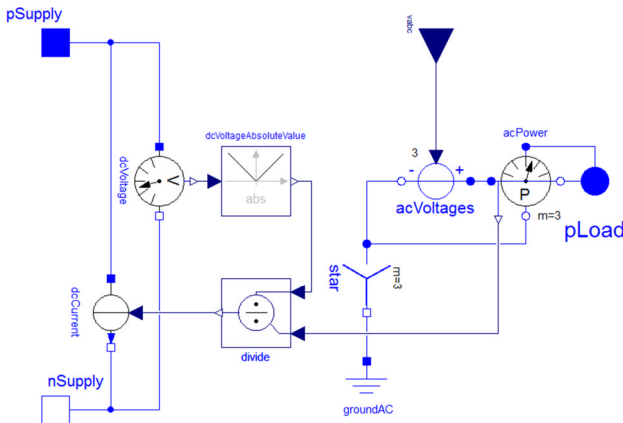 pSupply
vabc
dcVoltageAbsoluteValue
3
acPower
dcVoltage
V
abs
-
+
acVoltages
P
m=3
pLoad
star
m=3
dcCurrent
divide
nSupply
groundAC